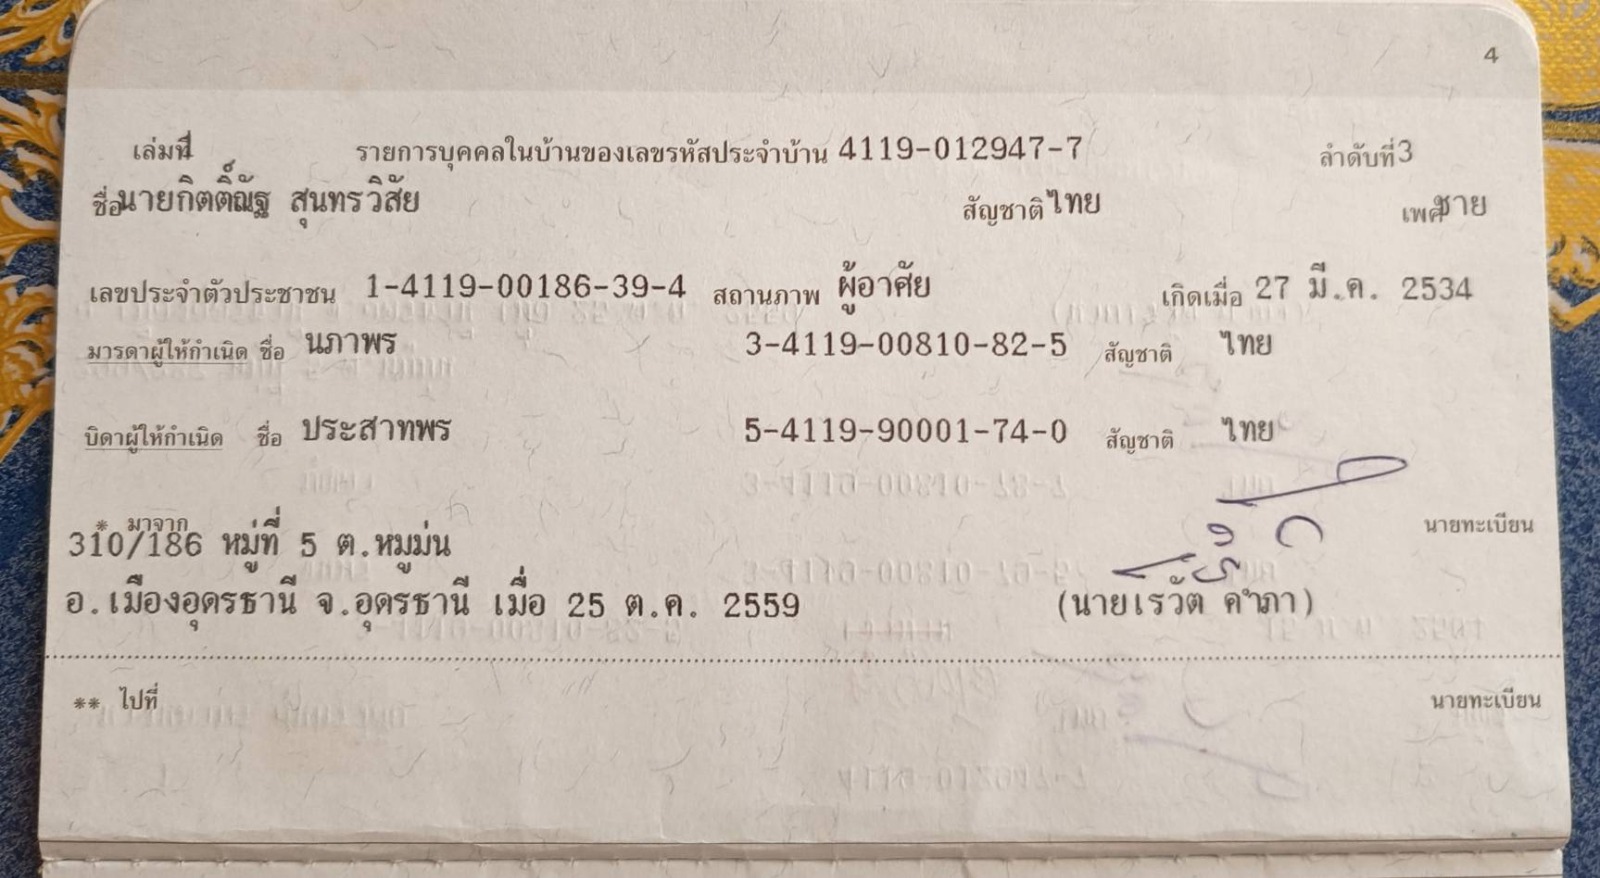 4
เล่มที่ 1 รายการบุคคลในบ้านของเลขรหัสประจำบ้าน 4119-012947-7 ลำดับที่ 3
ชื่อ นายกิตติ์ณัฐ สุนทรวิสัย สัญชาติ ไทย เพศ ชาย
เลขประจำตัวประชาชน 1-4119-00186-39-4 สถานภาพ ผู้อาศัย เกิดเมื่อ 27 มี.ค. 2534
มารดาผู้ให้กำเนิด ชื่อ นภาพร 3-4119-00810-82-5 สัญชาติ ไทย
บิดาผู้ให้กำเนิด ชื่อ ประสาทพร 5-4119-90001-74-0 สัญชาติ ไทย
* มาจาก นายทะเบียน
310/186 หมู่ที่ 5 ต.หมูม่น
อ.เมืองอุดรธานี จ.อุดรธานี เมื่อ 25 ต.ค. 2559 (นายเรวัต คำภา)
** ไปที่ นายทะเบียน